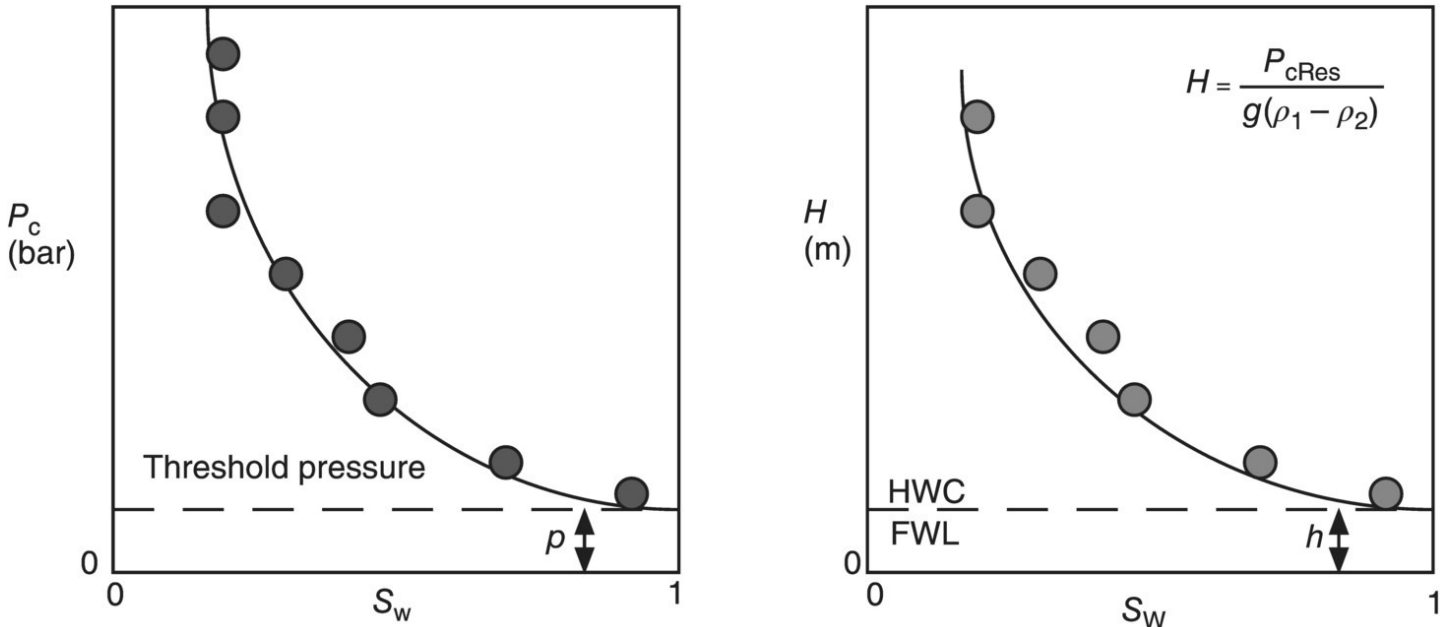 P_c
(bar)
Threshold pressure
p
0
0
S_w
1
H = P_cRes / g(ρ_1 – ρ_2)
H
(m)
HWC
FWL
h
0
0
S_w
1